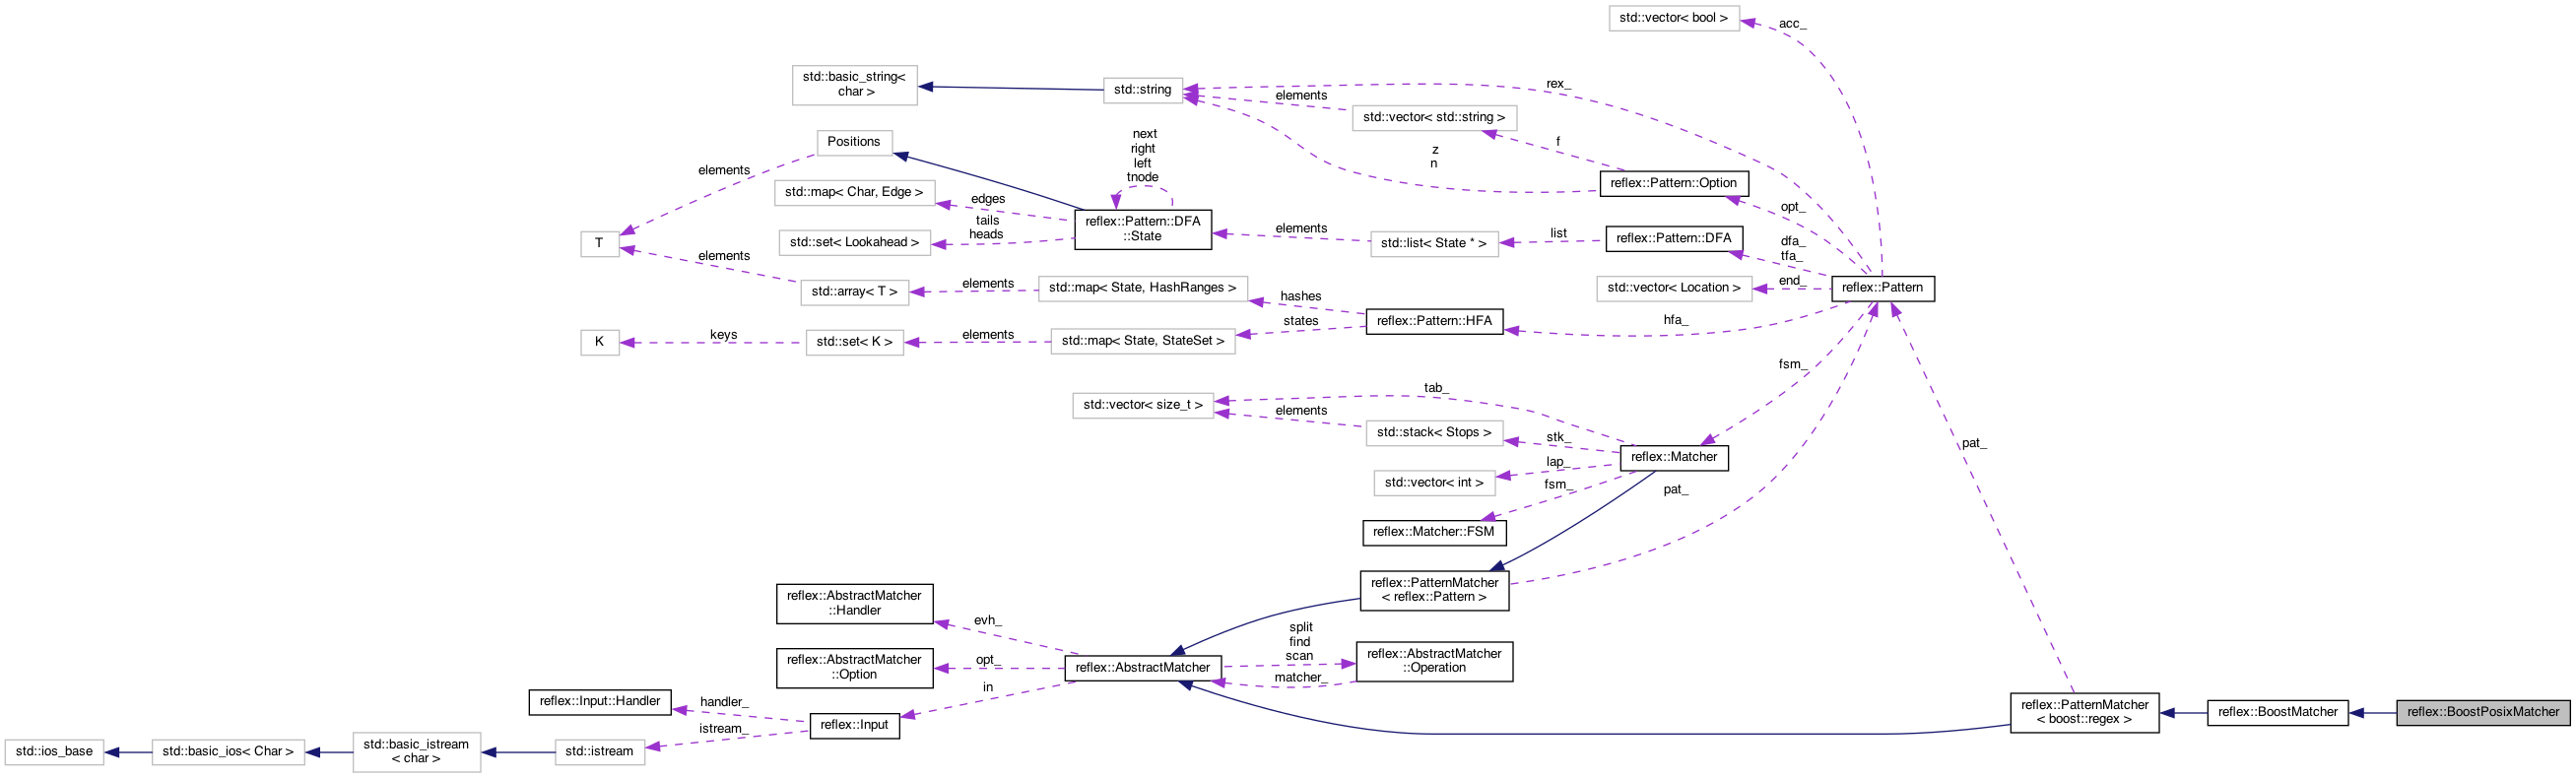 std::vector< bool >
acc_
std::basic_string<
char >
std::string
rex_
elements
std::vector< std::string >
Positions
next
right
left
tnode
z
n
f
elements
std::map< Char, Edge >
edges
reflex::Pattern::Option
opt_
tails
heads
reflex::Pattern::DFA
::State
T
std::set< Lookahead >
elements
std::list< State * >
list
reflex::Pattern::DFA
dfa_
tfa_
elements
std::array< T >
elements
std::map< State, HashRanges >
hashes
std::vector< Location >
end_
reflex::Pattern
K
keys
std::set< K >
elements
std::map< State, StateSet >
states
reflex::Pattern::HFA
hfa_
fsm_
tab_
std::vector< size_t >
elements
std::stack< Stops >
stk_
reflex::Matcher
pat_
lap_
std::vector< int >
fsm_
pat_
reflex::Matcher::FSM
reflex::AbstractMatcher
::Handler
evh_
reflex::PatternMatcher
< reflex::Pattern >
split
find
scan
reflex::AbstractMatcher
::Option
opt_
reflex::AbstractMatcher
reflex::AbstractMatcher
::Operation
matcher_
in
reflex::Input::Handler
handler_
reflex::Input
istream_
reflex::PatternMatcher
< boost::regex >
reflex::BoostMatcher
reflex::BoostPosixMatcher
std::ios_base
std::basic_ios< Char >
std::basic_istream
< char >
std::istream